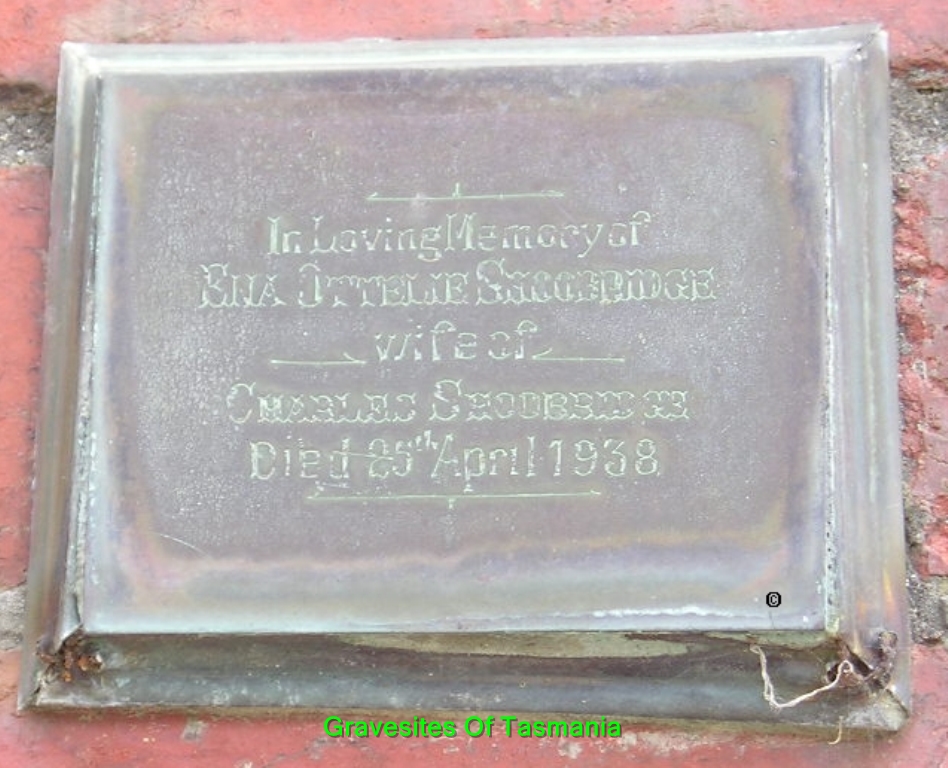 In Loving Memory of
ENA OTTELIE SHOOBRIDGE
wife of
CHARLES SHOOBRIDGE
Died 25th April 1938
©
Gravesites Of Tasmania